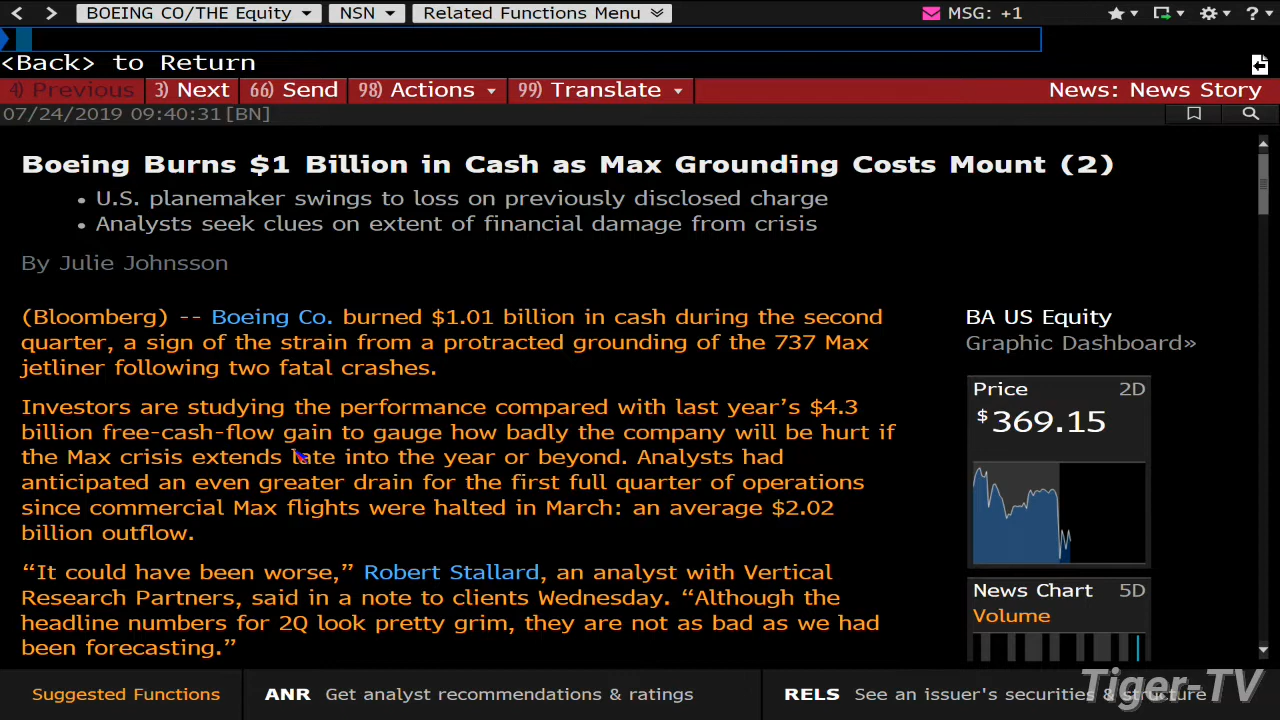 BOEING CO/THE Equity NSN Related Functions Menu MSG: +1 ?
<Back> to Return
4) Previous 3) Next 66) Send 98) Actions 99) Translate News: News Story
07/24/2019 09:40:31[BN]
Boeing Burns $1 Billion in Cash as Max Grounding Costs Mount (2)
• U.S. planemaker swings to loss on previously disclosed charge
• Analysts seek clues on extent of financial damage from crisis
By Julie Johnsson
(Bloomberg) -- Boeing Co. burned $1.01 billion in cash during the second
quarter, a sign of the strain from a protracted grounding of the 737 Max
jetliner following two fatal crashes.
Investors are studying the performance compared with last year’s $4.3
billion free-cash-flow gain to gauge how badly the company will be hurt if
the Max crisis extends late into the year or beyond. Analysts had
anticipated an even greater drain for the first full quarter of operations
since commercial Max flights were halted in March: an average $2.02
billion outflow.
“It could have been worse,” Robert Stallard, an analyst with Vertical
Research Partners, said in a note to clients Wednesday. “Although the
headline numbers for 2Q look pretty grim, they are not as bad as we had
been forecasting.”
BA US Equity
Graphic Dashboard»
Price 2D
$369.15
News Chart 5D
Volume
Suggested Functions ANR Get analyst recommendations & ratings RELS See an issuer's securities & structure
Tiger-TV